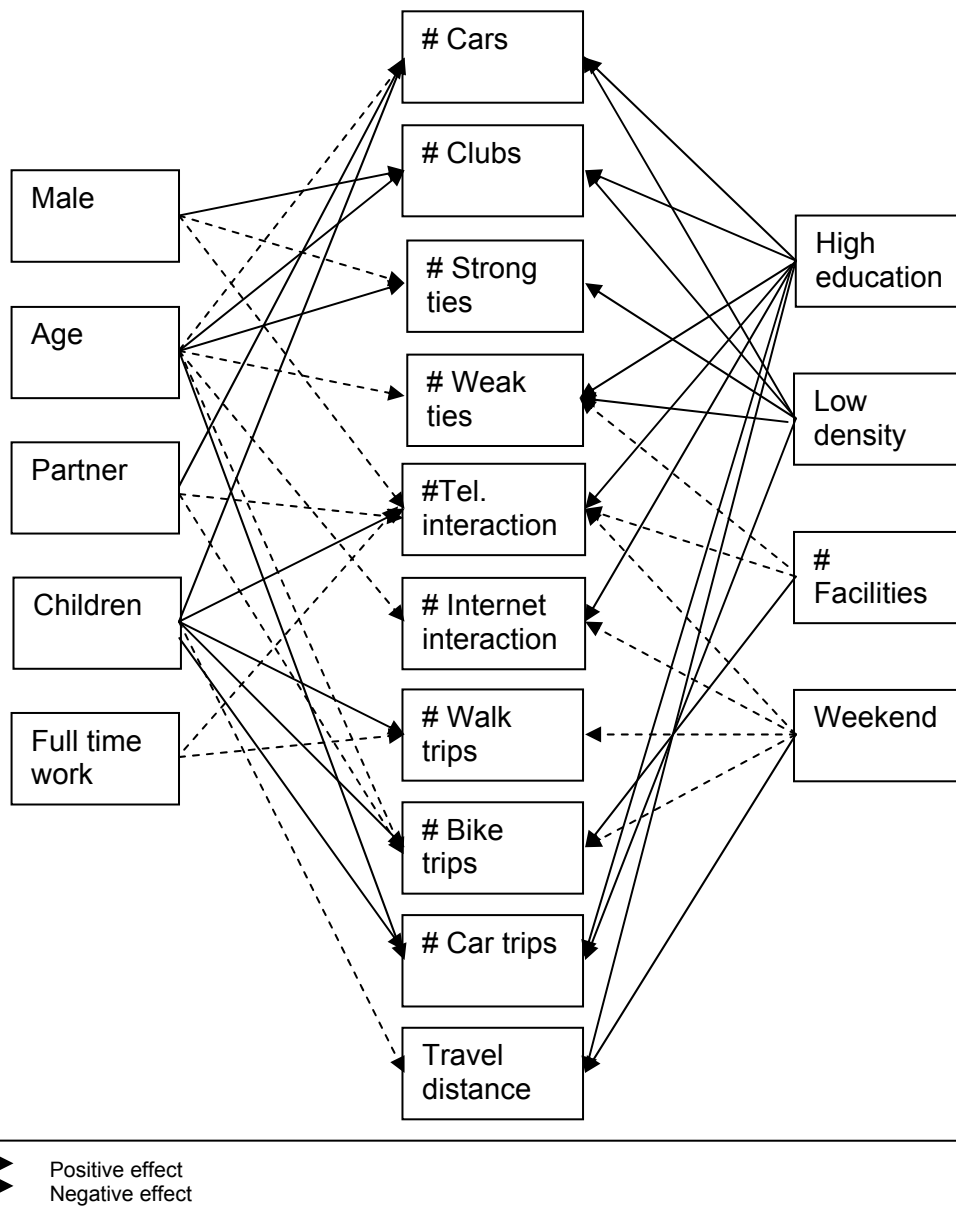 # Cars
# Clubs
Male
High
education
# Strong
ties
Age
# Weak
ties
Low
density
Partner
#Tel.
interaction
#
Facilities
Children
# Internet
interaction
# Walk
trips
Weekend
Full time
work
# Bike
trips
# Car trips
Travel
distance
Positive effect
Negative effect